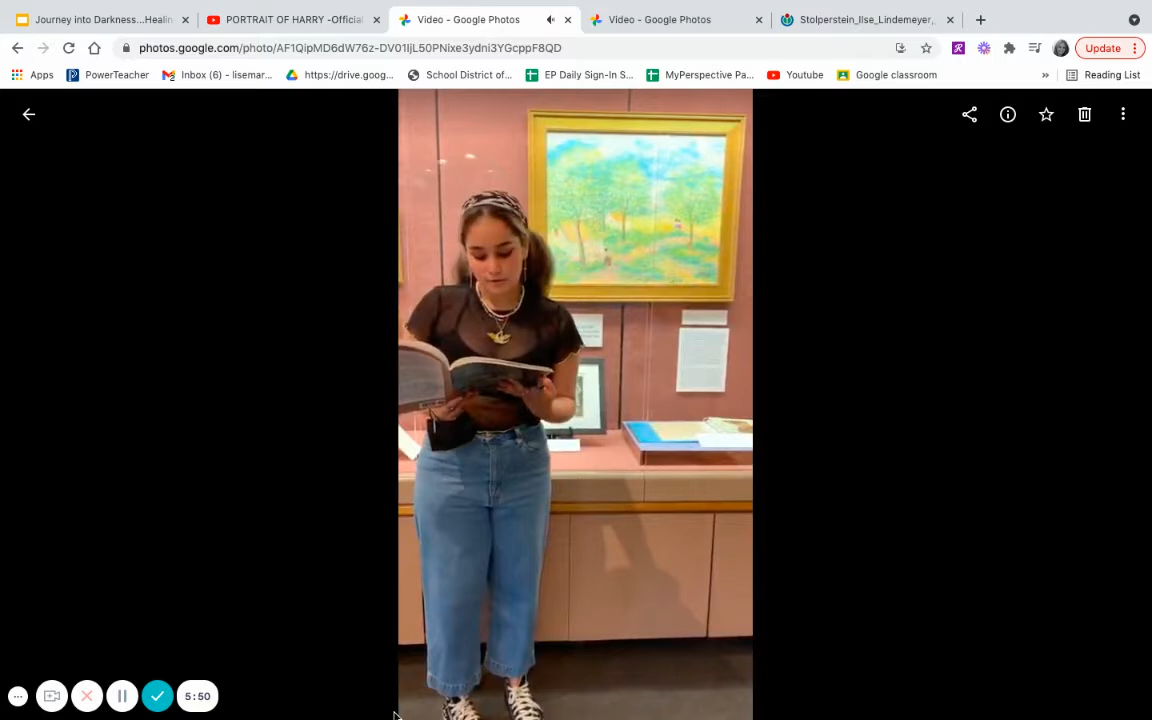 Journey into Darkness...Healin
PORTRAIT OF HARRY -Official
Video - Google Photos
Video - Google Photos
Stolperstein_Ilse_Lindemeyer,
photos.google.com/photo/AF1QipMD6dW76z-DV01IjL50PNixe3ydni3YGcppF8QD
Update
Apps
PowerTeacher
Inbox (6) - lisemar...
https://drive.goog...
School District of...
EP Daily Sign-In S...
MyPerspective Pa...
Youtube
Google classroom
»
Reading List
5:50